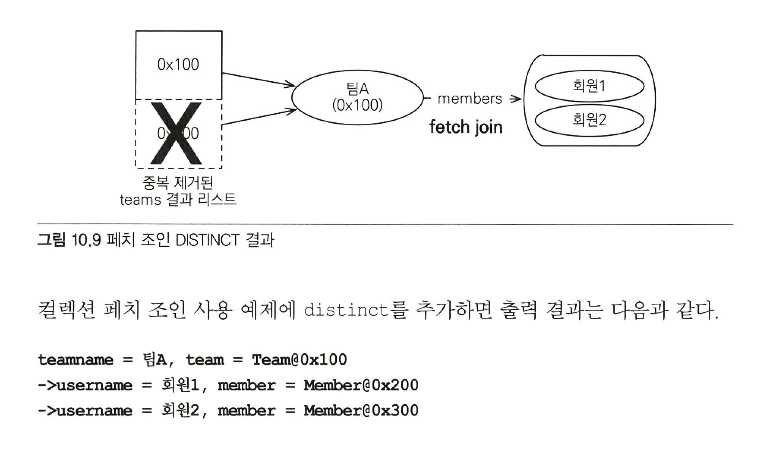 0x100
0x100
팀A
(0x100)
members
fetch join
회원1
회원2
중복 제거된
teams 결과 리스트
그림 10.9 페치 조인 DISTINCT 결과
컬렉션 페치 조인 사용 예제에 distinct를 추가하면 출력 결과는 다음과 같다.
teamname = 팀A, team = Team@0x100
->username = 회원1, member = Member@0x200
->username = 회원2, member = Member@0x300